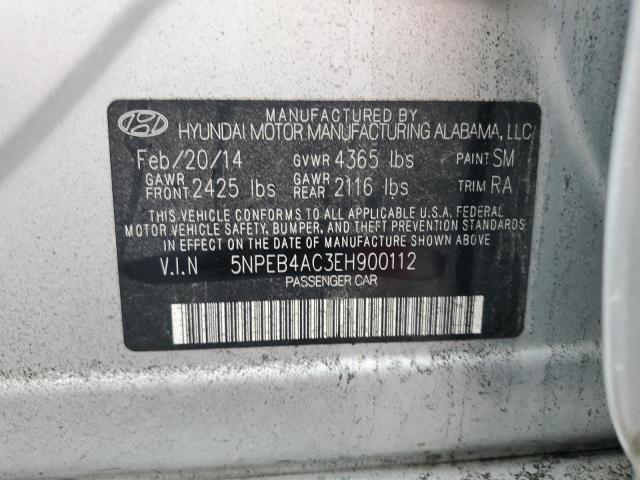 MANUFACTURED BY
HYUNDAI MOTOR MANUFACTURING ALABAMA, LLC
Feb/20/14 GVWR 4365 lbs PAINT SM
GAWR FRONT 2425 lbs GAWR REAR 2116 lbs TRIM RA
THIS VEHICLE CONFORMS TO ALL APPLICABLE U.S.A. FEDERAL
MOTOR VEHICLE SAFETY, BUMPER, AND THEFT PREVENTION STANDARDS
IN EFFECT ON THE DATE OF MANUFACTURE SHOWN ABOVE.
V.I.N 5NPEB4AC3EH900112
PASSENGER CAR